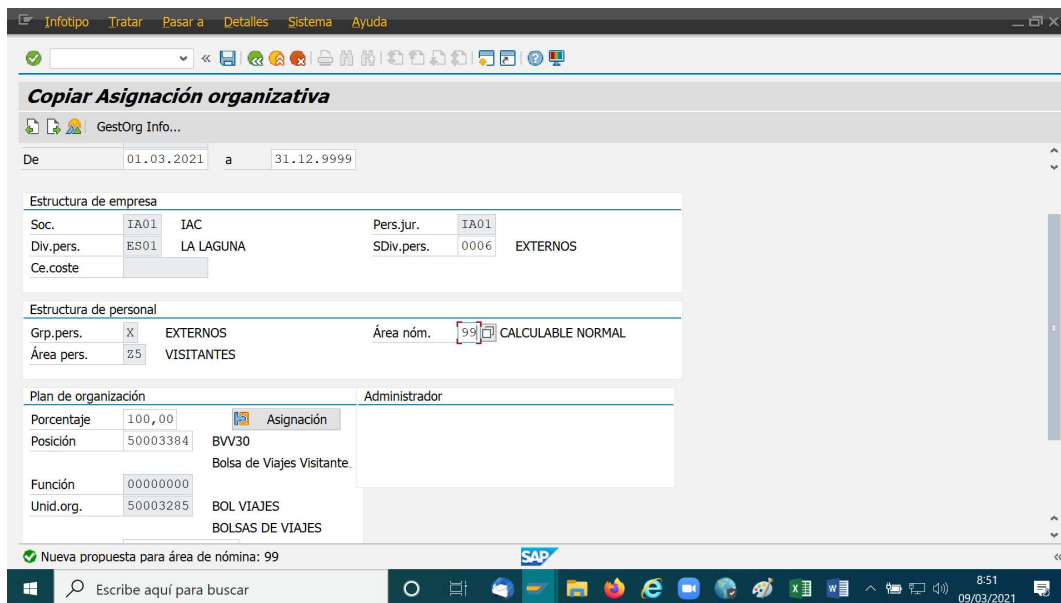 Infotipo Tratar Pasar a Detalles Sistema Ayuda
Copiar Asignación organizativa
GestOrg Info...
De 01.03.2021 a 31.12.9999
Estructura de empresa
Soc. IA01 IAC Pers.jur. IA01
Div.pers. ES01 LA LAGUNA SDiv.pers. 0006 EXTERNOS
Ce.coste
Estructura de personal
Grp.pers. X EXTERNOS Área nóm. 99 CALCULABLE NORMAL
Área pers. Z5 VISITANTES
Plan de organización Administrador
Porcentaje 100,00 Asignación
Posición 50003384 BVV30
Bolsa de Viajes Visitante.
Función 00000000
Unid.org. 50003285 BOL VIAJES
BOLSAS DE VIAJES
Nueva propuesta para área de nómina: 99 SAP
Escribe aquí para buscar 8:51
09/03/2021